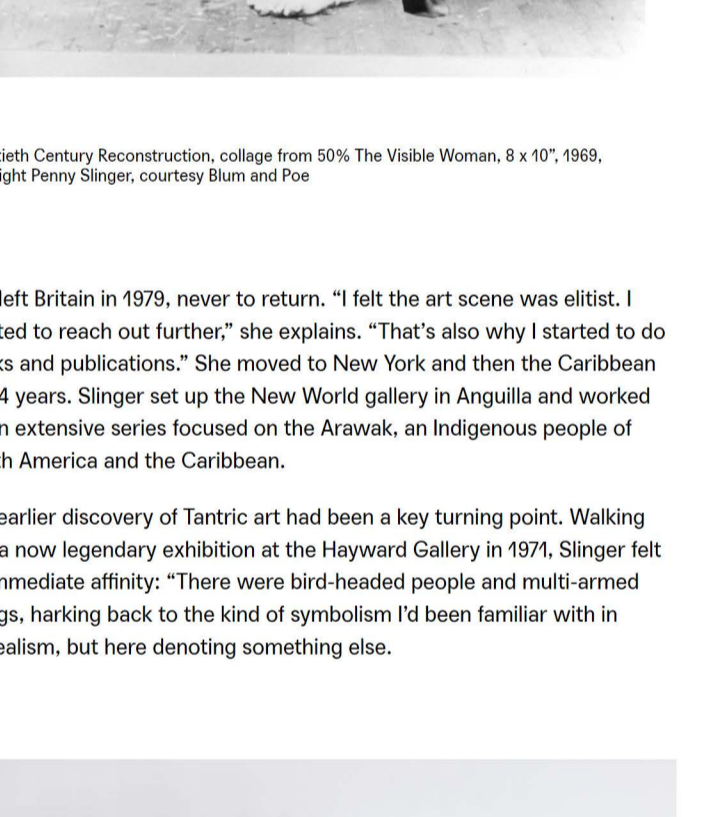 ieth Century Reconstruction, collage from 50% The Visible Woman, 8 x 10”, 1969,
ight Penny Slinger, courtesy Blum and Poe
left Britain in 1979, never to return. “I felt the art scene was elitist. I
ted to reach out further,” she explains. “That’s also why I started to do
s and publications.” She moved to New York and then the Caribbean
4 years. Slinger set up the New World gallery in Anguilla and worked
n extensive series focused on the Arawak, an Indigenous people of
h America and the Caribbean.
earlier discovery of Tantric art had been a key turning point. Walking
a now legendary exhibition at the Hayward Gallery in 1971, Slinger felt
mmediate affinity: “There were bird-headed people and multi-armed
gs, harking back to the kind of symbolism I’d been familiar with in
ealism, but here denoting something else.